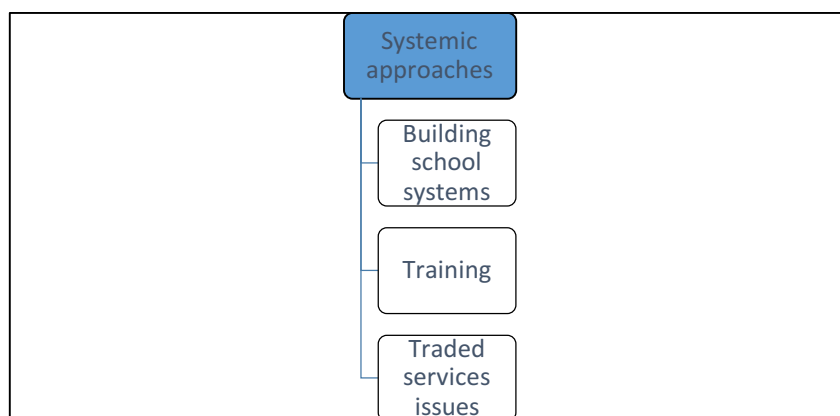 Systemic
approaches
Building
school
systems
Training
Traded
services
issues